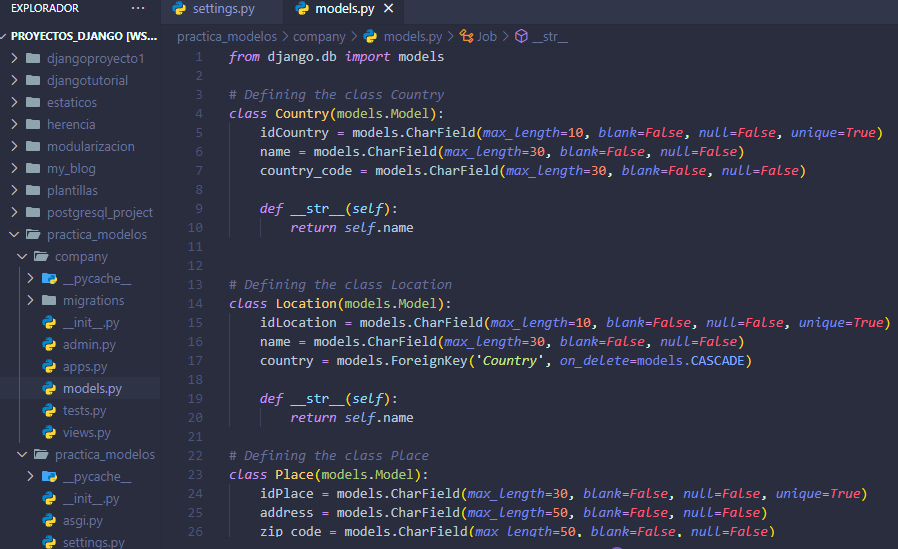 EXPLORADOR ...
settings.py
models.py ×
PROYECTOS_DJANGO [WS...
djangoproyecto1
djangotutorial
estaticos
herencia
modularizacion
my_blog
plantillas
postgresql_project
practica_modelos
company
__pycache__
migrations
__init__.py
admin.py
apps.py
models.py
tests.py
views.py
practica_modelos
__pycache__
__init__.py
asgi.py
settings.py
practica_modelos > company > models.py > Job > __str__
1 from django.db import models
2
3 # Defining the class Country
4 class Country(models.Model):
5     idCountry = models.CharField(max_length=10, blank=False, null=False, unique=True)
6     name = models.CharField(max_length=30, blank=False, null=False)
7     country_code = models.CharField(max_length=30, blank=False, null=False)
8
9     def __str__(self):
10         return self.name
11
12
13 # Defining the class Location
14 class Location(models.Model):
15     idLocation = models.CharField(max_length=10, blank=False, null=False, unique=True)
16     name = models.CharField(max_length=30, blank=False, null=False)
17     country = models.ForeignKey('Country', on_delete=models.CASCADE)
18
19     def __str__(self):
20         return self.name
21
22 # Defining the class Place
23 class Place(models.Model):
24     idPlace = models.CharField(max_length=30, blank=False, null=False, unique=True)
25     address = models.CharField(max_length=50, blank=False, null=False)
26     zip_code = models.CharField(max_length=50, blank=False, null=False)